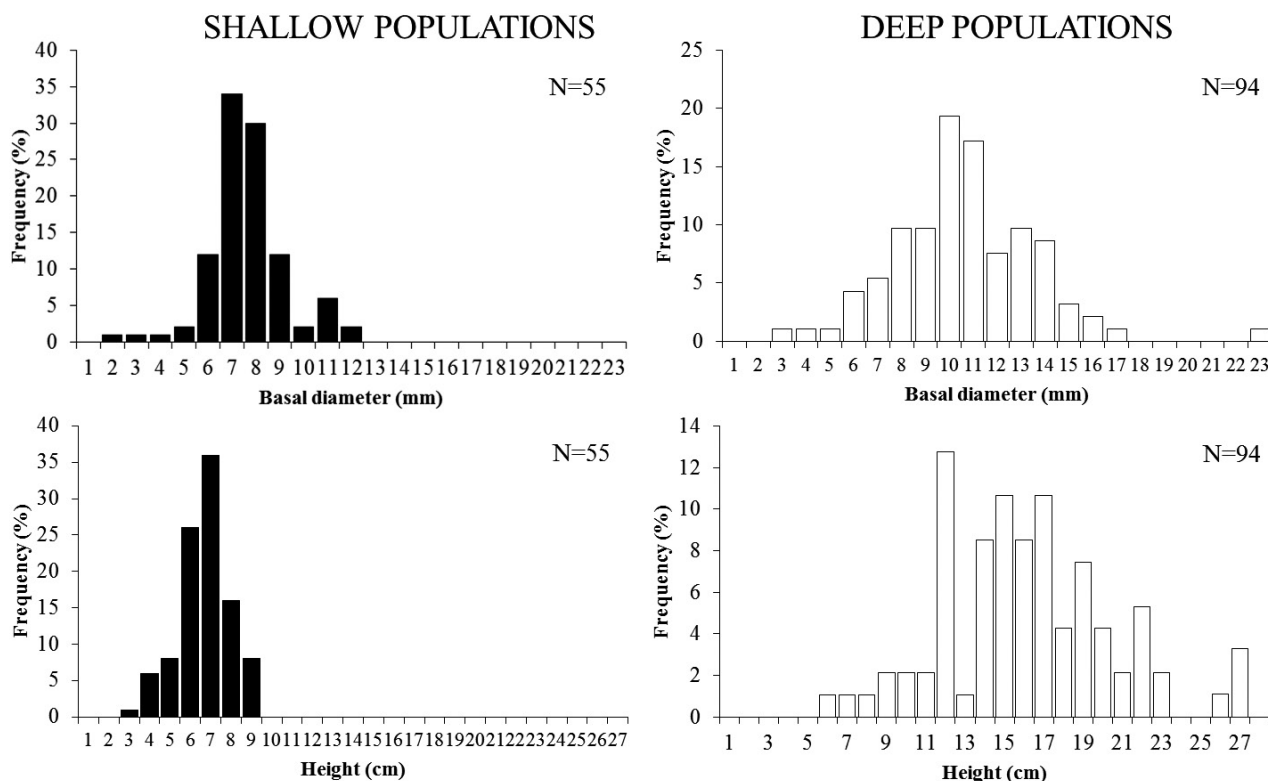 SHALLOW POPULATIONS
40
35
30
25
20
15
10
5
0
Frequency (%)
N=55
1 2 3 4 5 6 7 8 9 10 11 12 13 14 15 16 17 18 19 20 21 22 23
Basal diameter (mm)
DEEP POPULATIONS
25
20
15
10
5
0
Frequency (%)
N=94
1 2 3 4 5 6 7 8 9 10 11 12 13 14 15 16 17 18 19 20 21 22 23
Basal diameter (mm)
40
35
30
25
20
15
10
5
0
Frequency (%)
N=55
1 2 3 4 5 6 7 8 9 10 11 12 13 14 15 16 17 18 19 20 21 22 23 24 25 26 27
Height (cm)
14
12
10
8
6
4
2
0
Frequency (%)
N=94
1 3 5 7 9 11 13 15 17 19 21 23 25 27
Height (cm)